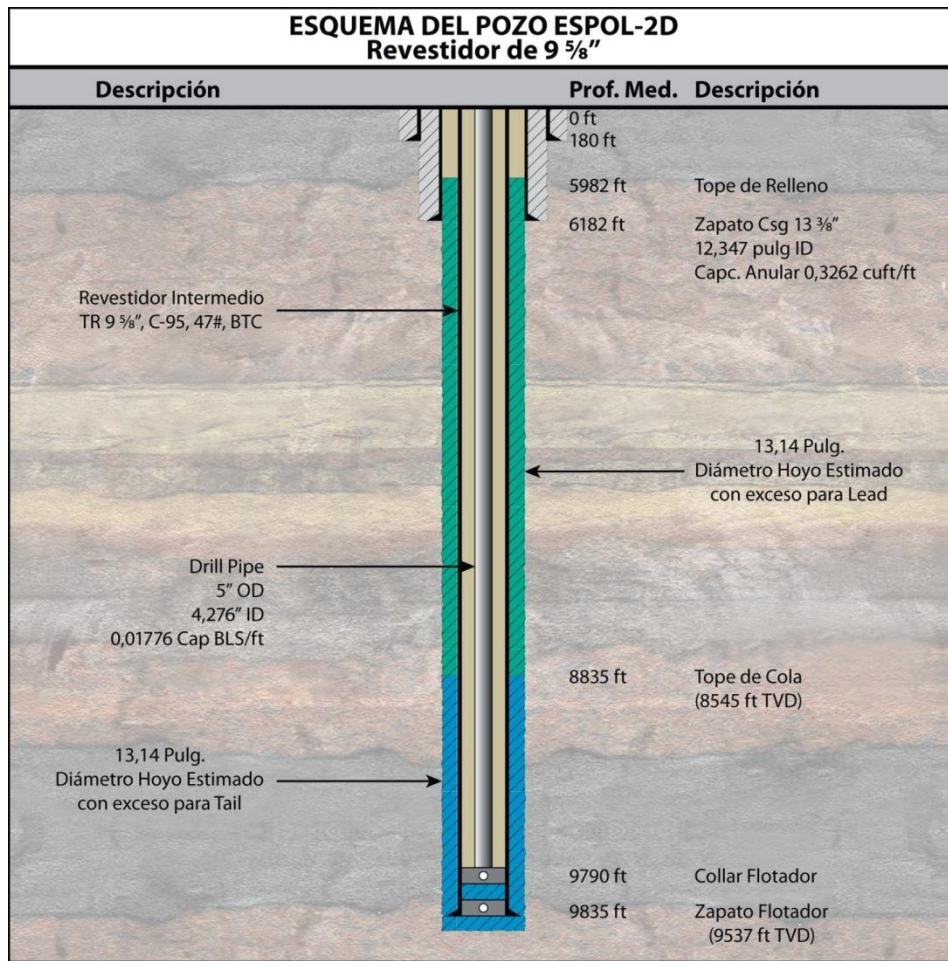 ESQUEMA DEL POZO ESPOL-2D
Revestidor de 9 ⅝”
Descripción Prof. Med. Descripción
0 ft
180 ft
5982 ft Tope de Relleno
6182 ft Zapato Csg 13 ⅜”
12,347 pulg ID
Capc. Anular 0,3262 cuft/ft
Revestidor Intermedio
TR 9 ⅝”, C-95, 47#, BTC
13,14 Pulg.
Diámetro Hoyo Estimado
con exceso para Lead
Drill Pipe
5” OD
4,276” ID
0,01776 Cap BLS/ft
8835 ft Tope de Cola
(8545 ft TVD)
13,14 Pulg.
Diámetro Hoyo Estimado
con exceso para Tail
9790 ft Collar Flotador
9835 ft Zapato Flotador
(9537 ft TVD)